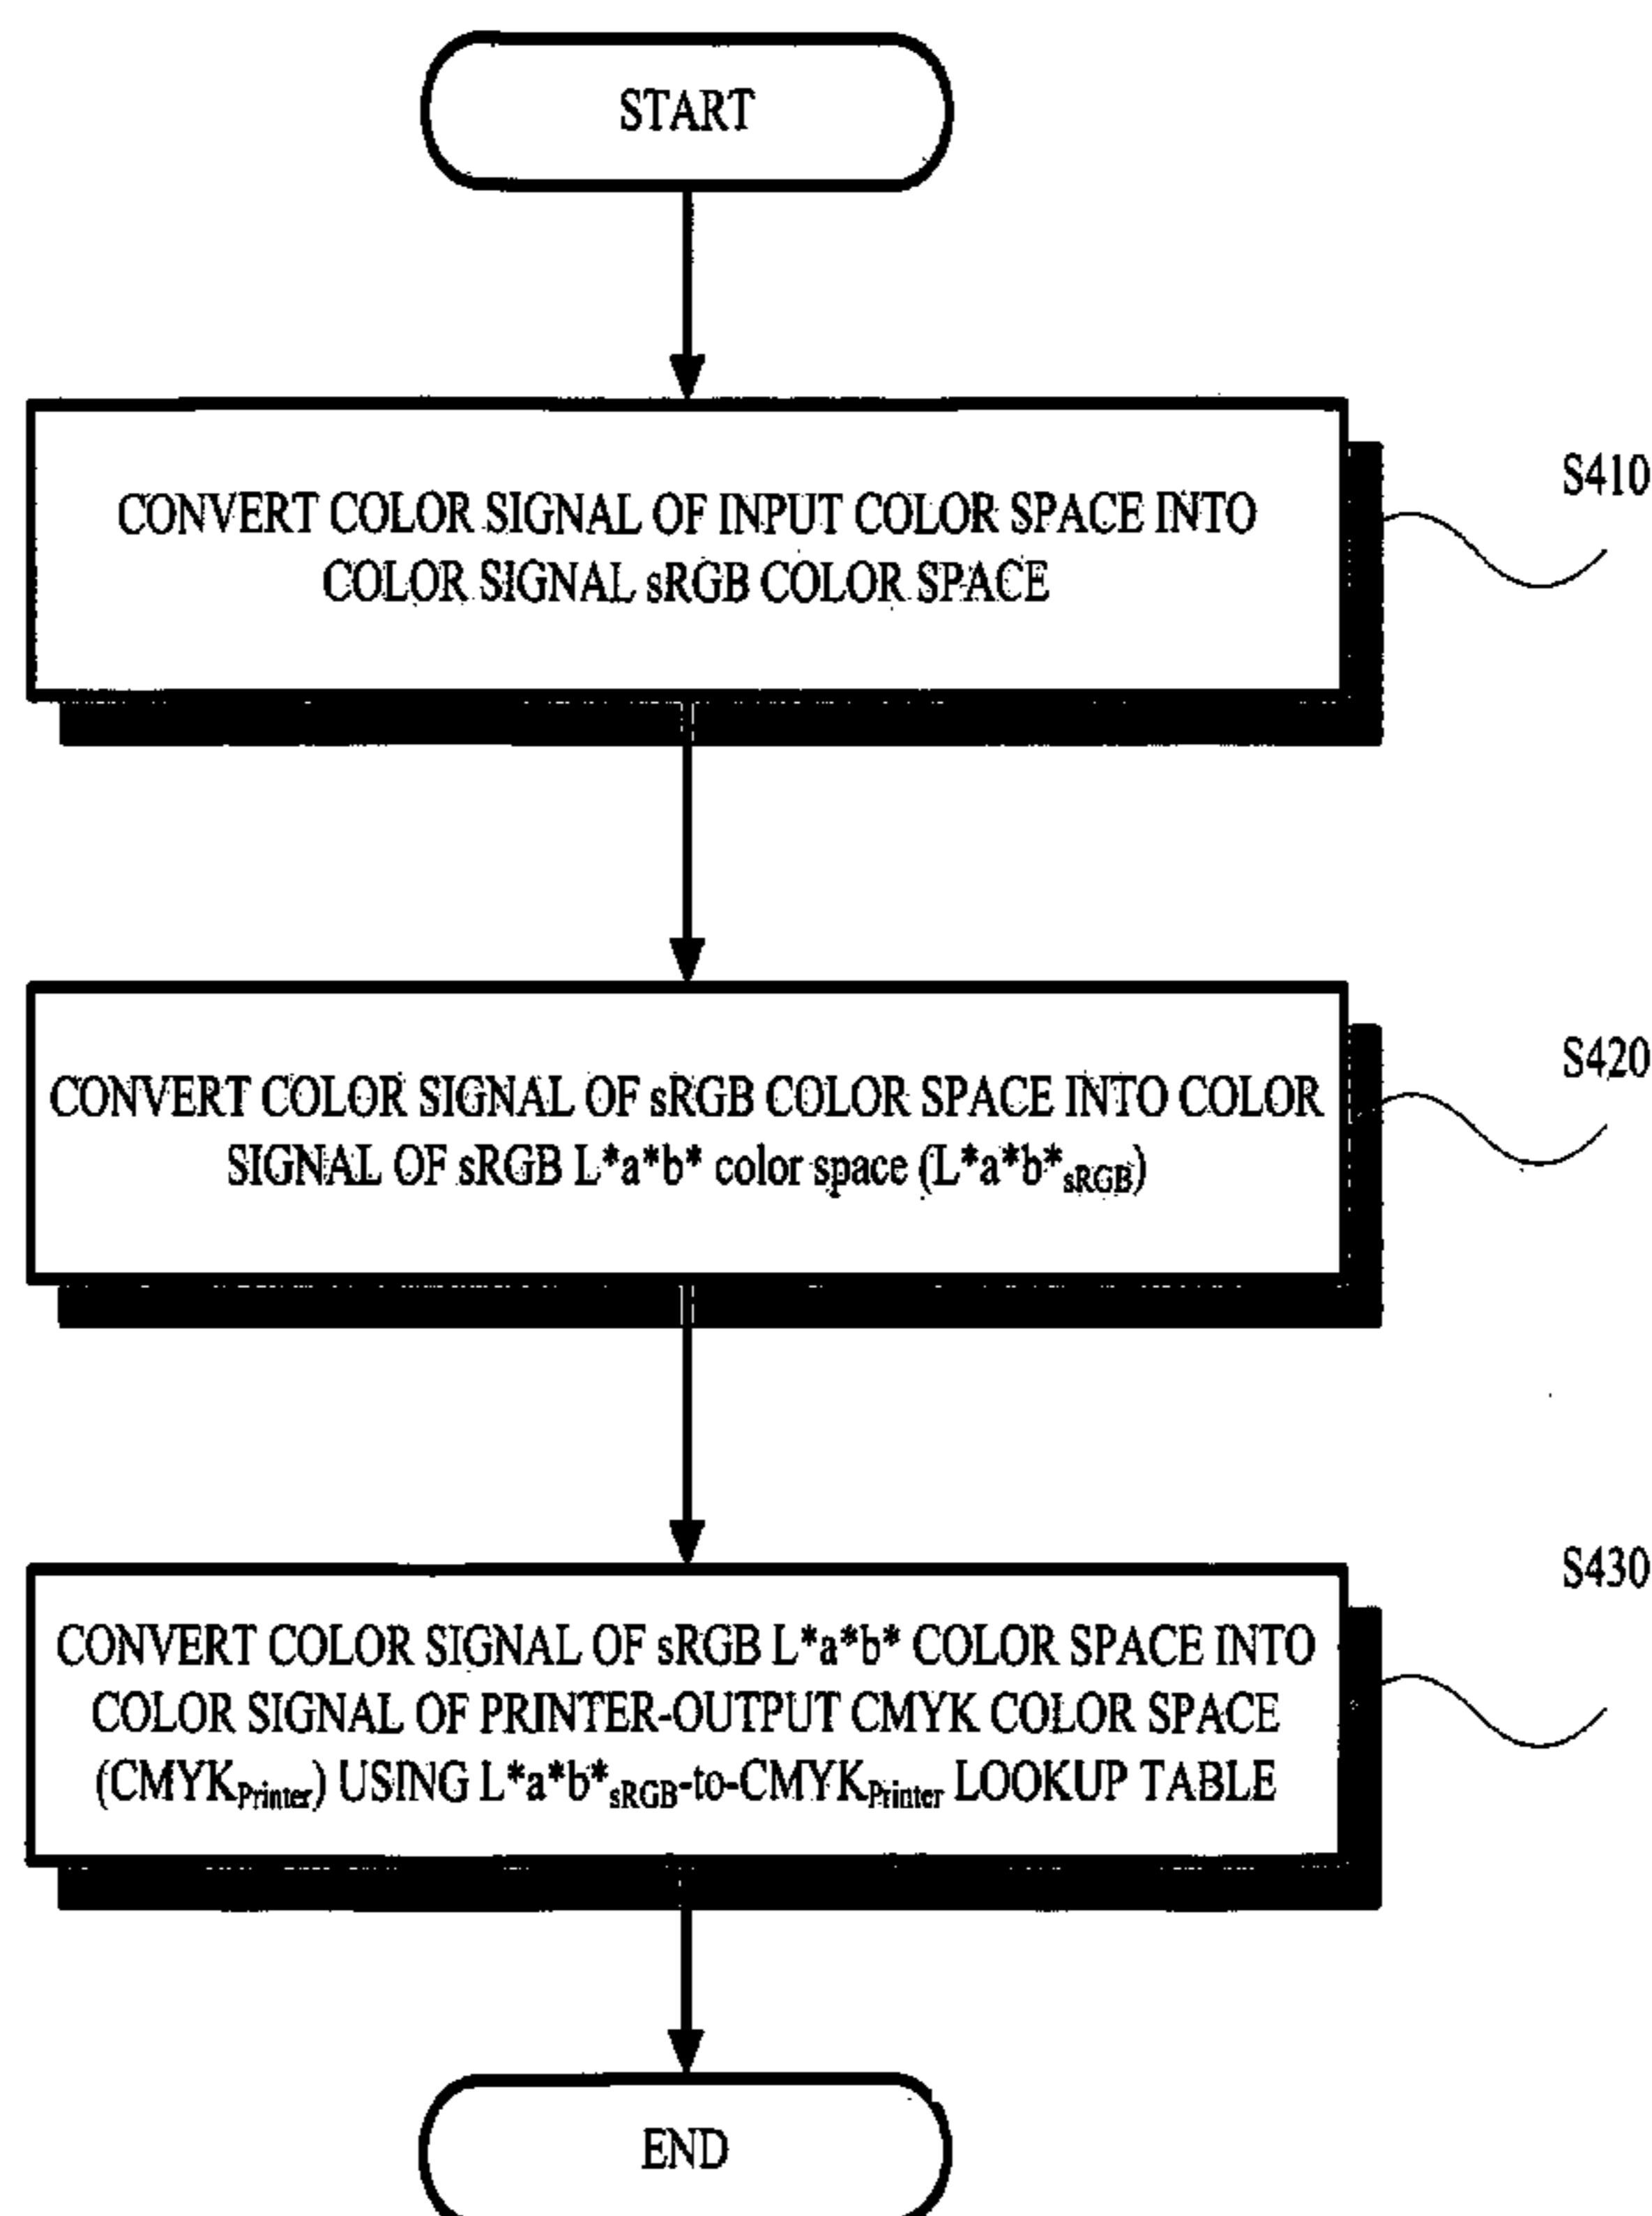 START
S410
CONVERT COLOR SIGNAL OF INPUT COLOR SPACE INTO
COLOR SIGNAL sRGB COLOR SPACE
S420
CONVERT COLOR SIGNAL OF sRGB COLOR SPACE INTO COLOR
SIGNAL OF sRGB L*a*b* color space (L*a*b*sRGB)
S430
CONVERT COLOR SIGNAL OF sRGB L*a*b* COLOR SPACE INTO
COLOR SIGNAL OF PRINTER-OUTPUT CMYK COLOR SPACE
(CMYKPrinter) USING L*a*b*sRGB-to-CMYKPrinter LOOKUP TABLE
END